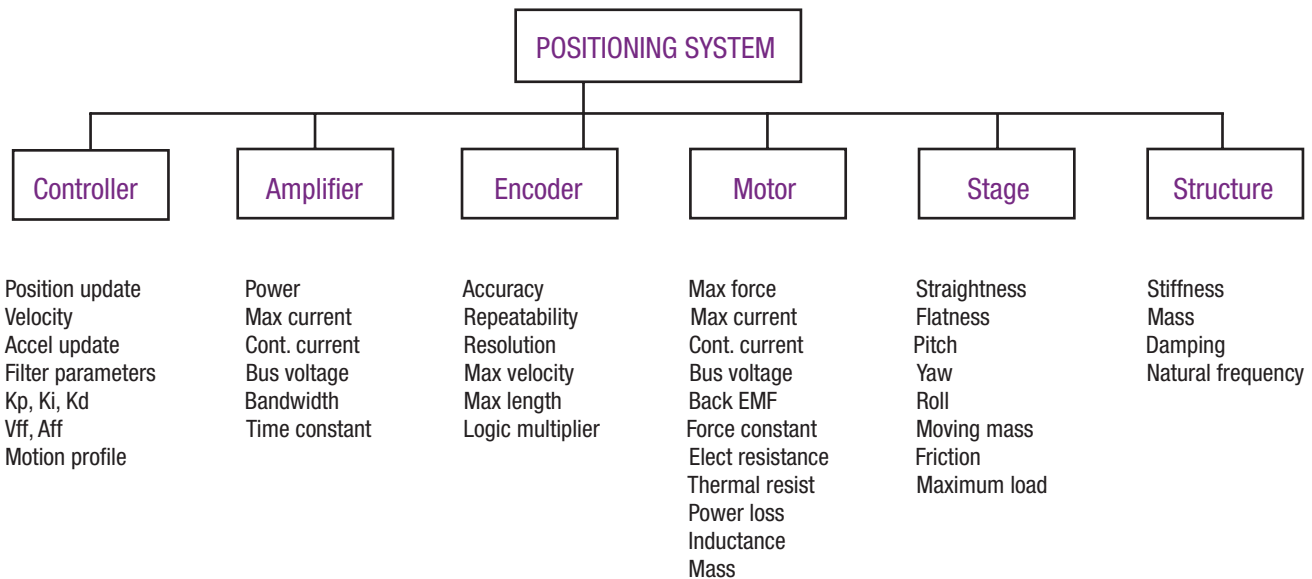 POSITIONING SYSTEM
Controller
Amplifier
Encoder
Motor
Stage
Structure
Position update
Velocity
Accel update
Filter parameters
Kp, Ki, Kd
Vff, Aff
Motion profile
Power
Max current
Cont. current
Bus voltage
Bandwidth
Time constant
Accuracy
Repeatability
Resolution
Max velocity
Max length
Logic multiplier
Max force
Max current
Cont. current
Bus voltage
Back EMF
Force constant
Elect resistance
Thermal resist
Power loss
Inductance
Mass
Straightness
Flatness
Pitch
Yaw
Roll
Moving mass
Friction
Maximum load
Stiffness
Mass
Damping
Natural frequency